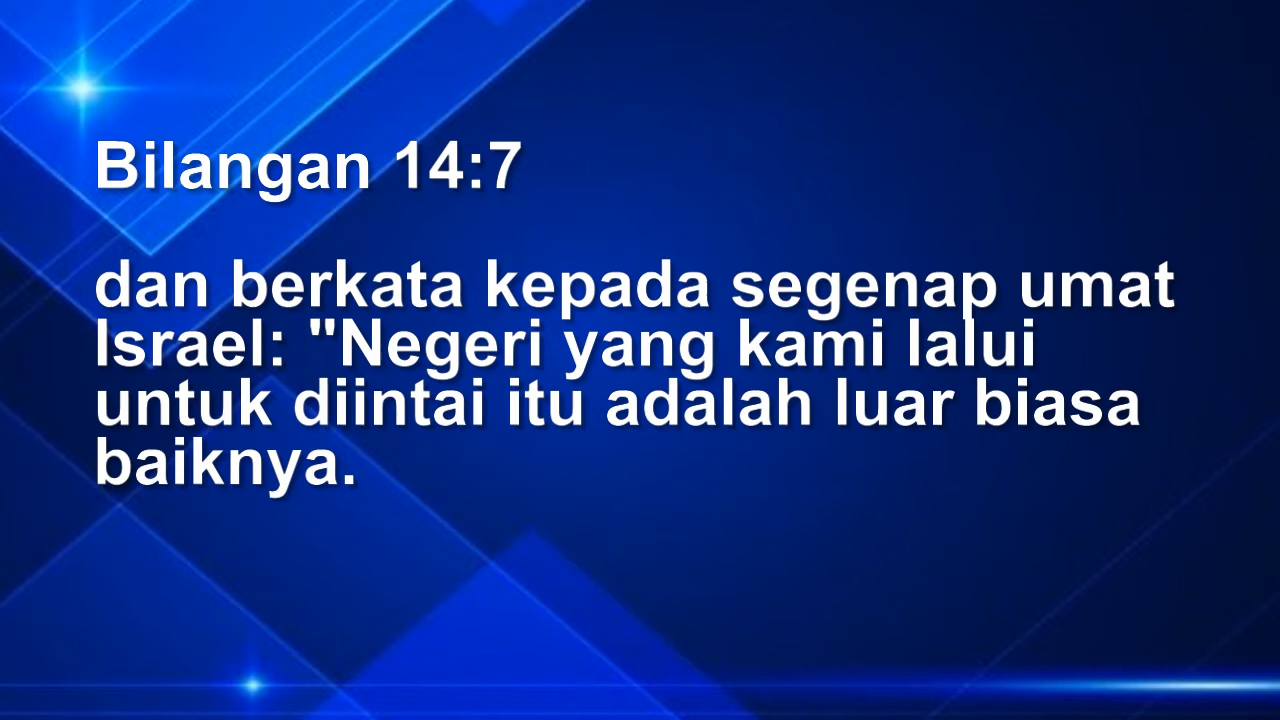 Bilangan 14:7
dan berkata kepada segenap umat
Israel: "Negeri yang kami lalui
untuk diintai itu adalah luar biasa
baiknya.